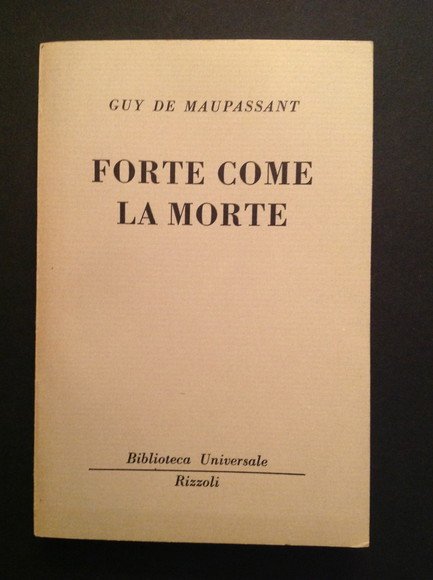 GUY DE MAUPASSANT
FORTE COME
LA MORTE
Biblioteca Universale
Rizzoli